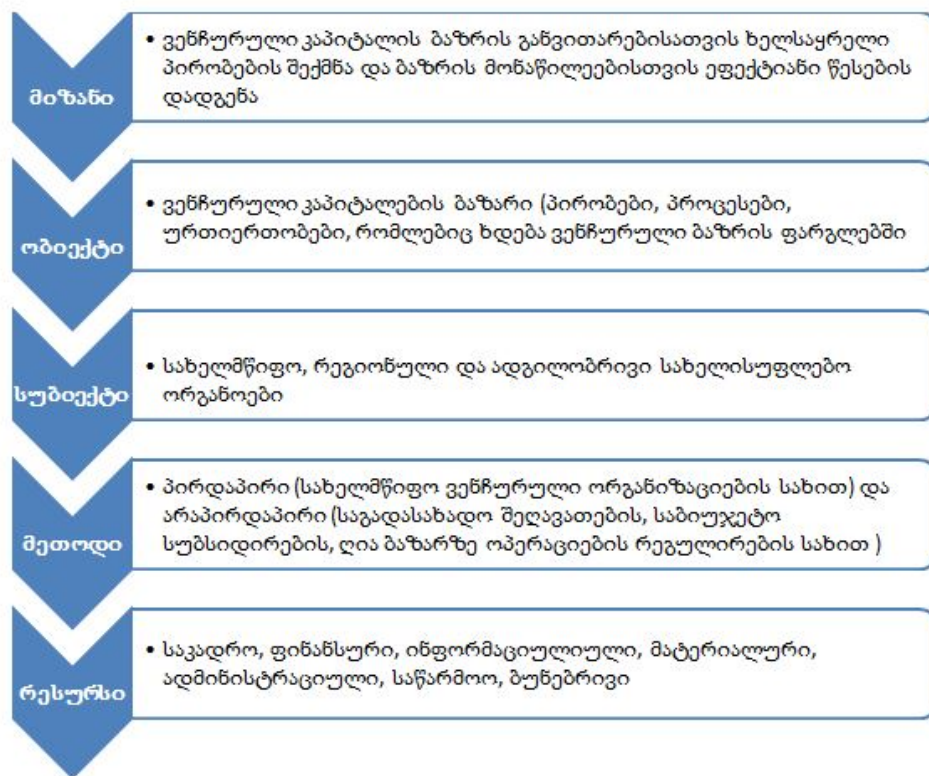 მიზანი
• ვენჩურული კაპიტალის ბაზრის განვითარებისათვის ხელსაყრელი
პირობების შექმნა და ბაზრის მონაწილეებისთვის ეფექტიანი წესების
დადგენა
ობიექტი
• ვენჩურული კაპიტალების ბაზარი (პირობები, პროცესები,
ურთიერთობები, რომლებიც ხდება ვენჩურული ბაზრის ფარგლებში
სუბიექტი
• სახელმწიფო, რეგიონული და ადგილობრივი სახელისუფლებო
ორგანოები
მეთოდი
• პირდაპირი (სახელმწიფო ვენჩურული ორგანიზაციების სახით) და
არაპირდაპირი (საგადასახადო შეღავათების, საბიუჯეტო
სუბსიდირების, ღია ბაზარზე ოპერაციების რეგულირების სახით )
რესურსი
• საკადრო, ფინანსური, ინფორმაციულიული, მატერიალური,
ადმინისტრაციული, საწარმოო, ბუნებრივი